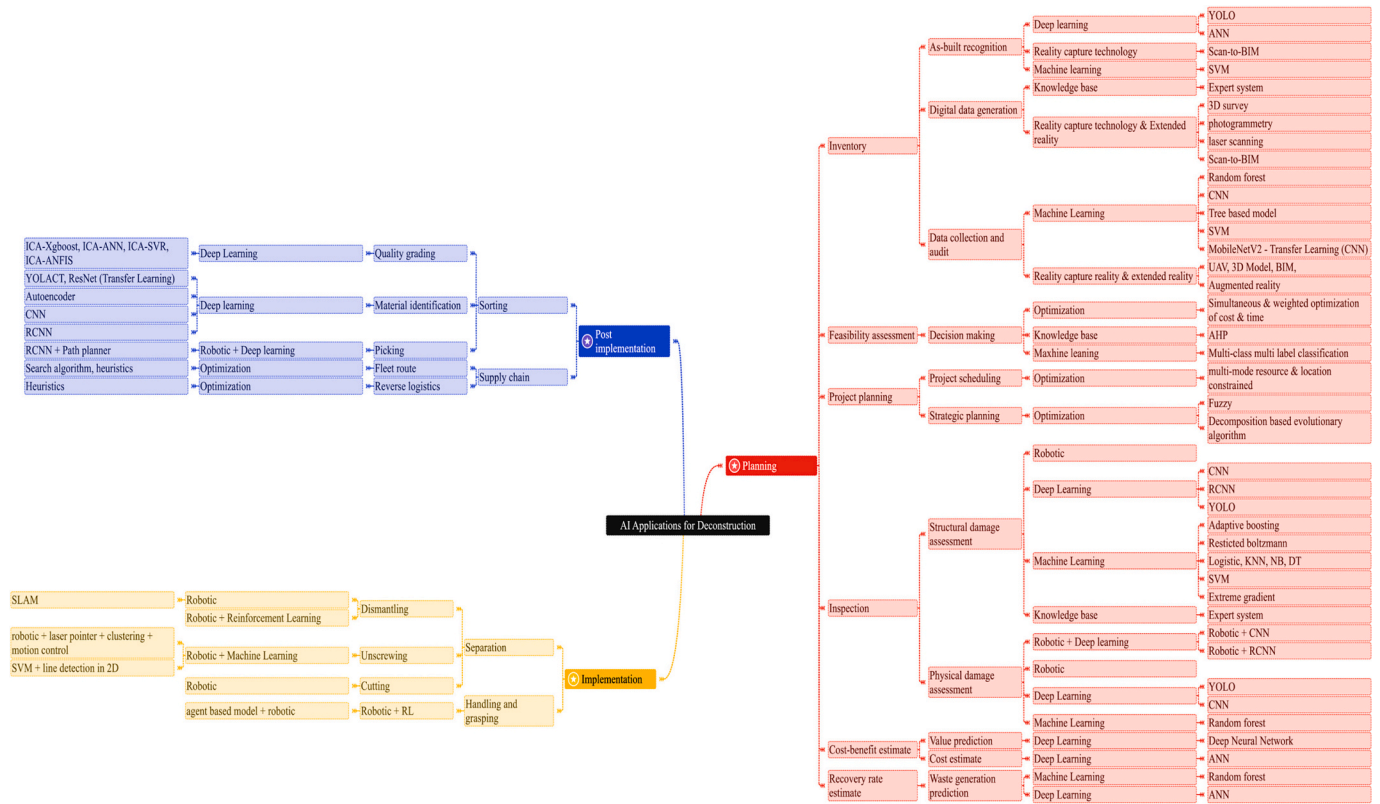 AI Applications for Deconstruction
Planning
Inventory
As-built recognition
Deep learning
YOLO
ANN
Reality capture technology
Scan-to-BIM
Machine learning
SVM
Digital data generation
Knowledge base
Expert system
Reality capture technology & Extended
reality
3D survey
photogrammetry
laser scanning
Scan-to-BIM
Data collection and
audit
Machine Learning
Random forest
CNN
Tree based model
SVM
MobileNetV2 - Transfer Learning (CNN)
Reality capture reality & extended reality
UAV, 3D Model, BIM,
Augmented reality
Feasibility assessment
Decision making
Optimization
Simultaneous & weighted optimization
of cost & time
Knowledge base
AHP
Maxhine leaning
Multi-class multi label classification
Project planning
Project scheduling
Optimization
multi-mode resource & location
constrained
Strategic planning
Optimization
Fuzzy
Decomposition based evolutionary
algorithm
Inspection
Structural damage
assessment
Robotic
Deep Learning
CNN
RCNN
YOLO
Machine Learning
Adaptive boosting
Resticted boltzmann
Logistic, KNN, NB, DT
SVM
Extreme gradient
Knowledge base
Expert system
Physical damage
assessment
Robotic + Deep learning
Robotic + CNN
Robotic + RCNN
Robotic
Deep Learning
YOLO
CNN
Machine Learning
Random forest
Cost-benefit estimate
Value prediction
Deep Learning
Deep Neural Network
Cost estimate
Deep Learning
ANN
Recovery rate
estimate
Waste generation
prediction
Machine Learning
Random forest
Deep Learning
ANN
Post
implementation
Sorting
Quality grading
Deep Learning
ICA-Xgboost, ICA-ANN, ICA-SVR,
ICA-ANFIS
Material identification
Deep learning
YOLACT, ResNet (Transfer Learning)
Autoencoder
CNN
RCNN
Picking
Robotic + Deep learning
RCNN + Path planner
Supply chain
Fleet route
Optimization
Search algorithm, heuristics
Reverse logistics
Optimization
Heuristics
Implementation
Separation
Dismantling
Robotic
SLAM
Robotic + Reinforcement Learning
Unscrewing
Robotic + Machine Learning
robotic + laser pointer + clustering +
motion control
SVM + line detection in 2D
Cutting
Robotic
Handling and
grasping
Robotic + RL
agent based model + robotic